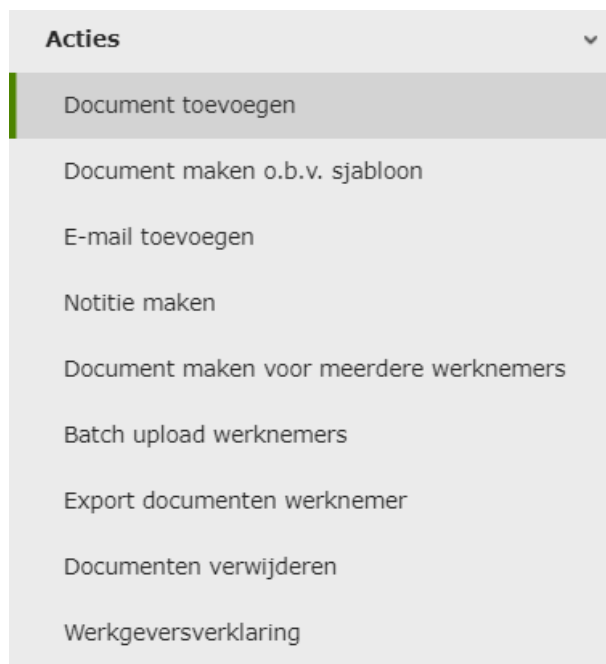 Acties
Document toevoegen
Document maken o.b.v. sjabloon
E-mail toevoegen
Notitie maken
Document maken voor meerdere werknemers
Batch upload werknemers
Export documenten werknemer
Documenten verwijderen
Werkgeversverklaring